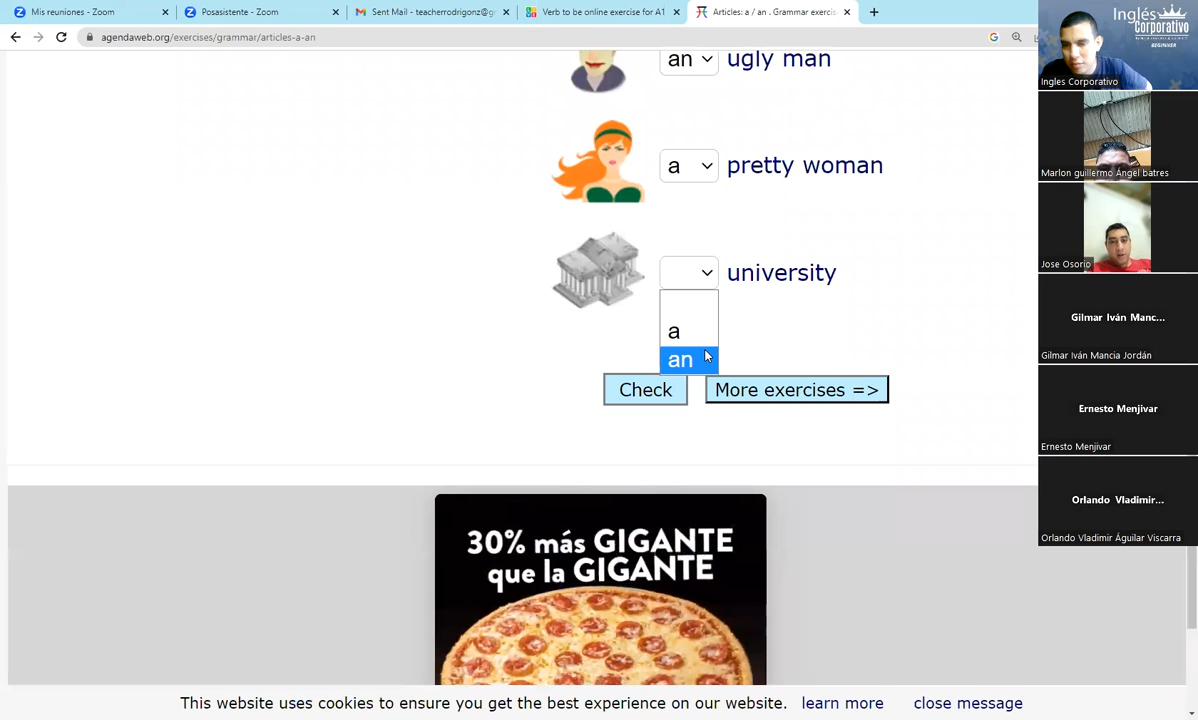 Mis reuniones - Zoom
Posasistente - Zoom
Sent Mail - teacherrodrigonz@g
Verb to be online exercise for A1
Articles: a / an . Grammar exercis
agendaweb.org/exercises/grammar/articles-a-an
an ugly man
a pretty woman
university
a
an
Check
More exercises =>
30% más GIGANTE
que la GIGANTE
This website uses cookies to ensure you get the best experience on our website. learn more close message
Inglés
Corporativo
BEGINNER
Ingles Corporativo
Marlon guillermo Ángel batres
Jose Osorio
Gilmar Iván Manc...
Gilmar Iván Mancia Jordán
Ernesto Menjivar
Ernesto Menjivar
Orlando Vladimir...
Orlando Vladimir Águilar Viscarra